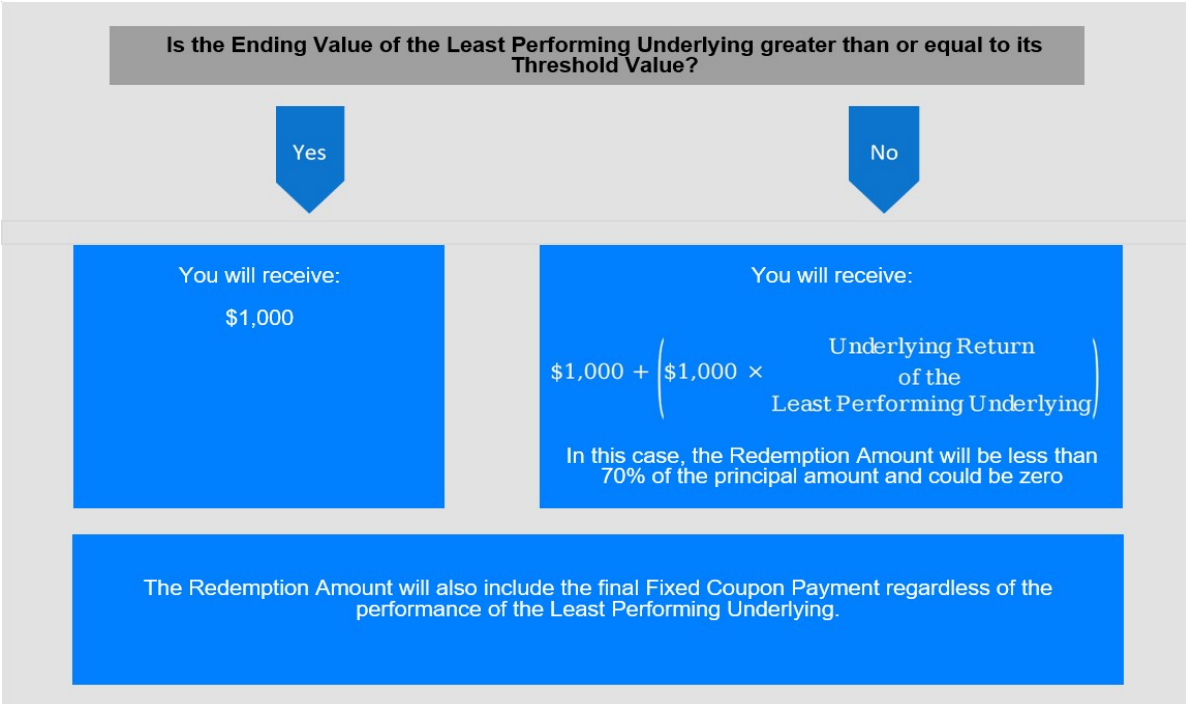 Is the Ending Value of the Least Performing Underlying greater than or equal to its
Threshold Value?
Yes
No
You will receive:
$1,000
You will receive:
$1,000 + ($1,000 × Underlying Return
of the
Least Performing Underlying)
In this case, the Redemption Amount will be less than
70% of the principal amount and could be zero
The Redemption Amount will also include the final Fixed Coupon Payment regardless of the
performance of the Least Performing Underlying.